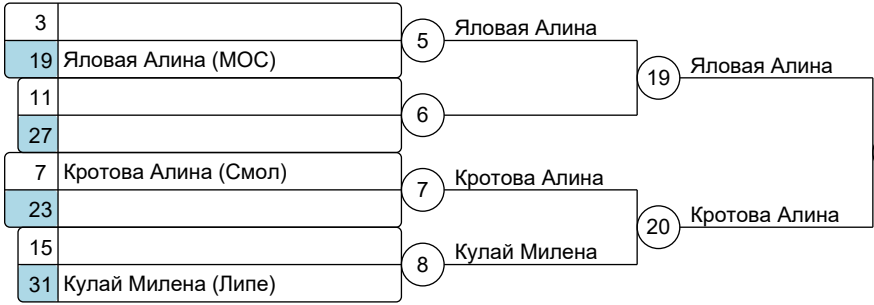 3
5 Яловая Алина
19 Яловая Алина (МОС)
19 Яловая Алина
11
6
27
7 Кротова Алина (Смол)
7 Кротова Алина
23
20 Кротова Алина
15
8 Кулай Милена
31 Кулай Милена (Липе)